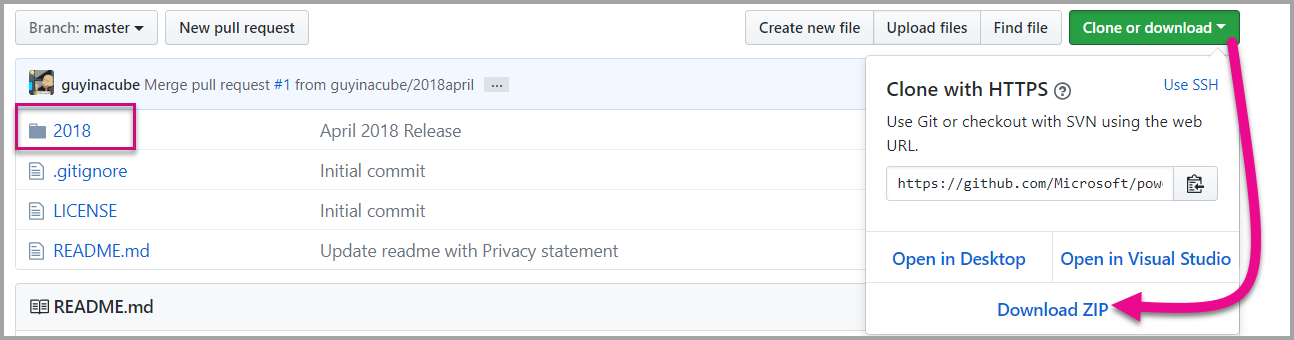 Branch: master
New pull request
Create new file
Upload files
Find file
Clone or download
guyinacube Merge pull request #1 from guyinacube/2018april ...
2018
April 2018 Release
.gitignore
Initial commit
LICENSE
Initial commit
README.md
Update readme with Privacy statement
README.md
Clone with HTTPS ?
Use SSH
Use Git or checkout with SVN using the web
URL.
https://github.com/Microsoft/pow
Open in Desktop
Open in Visual Studio
Download ZIP